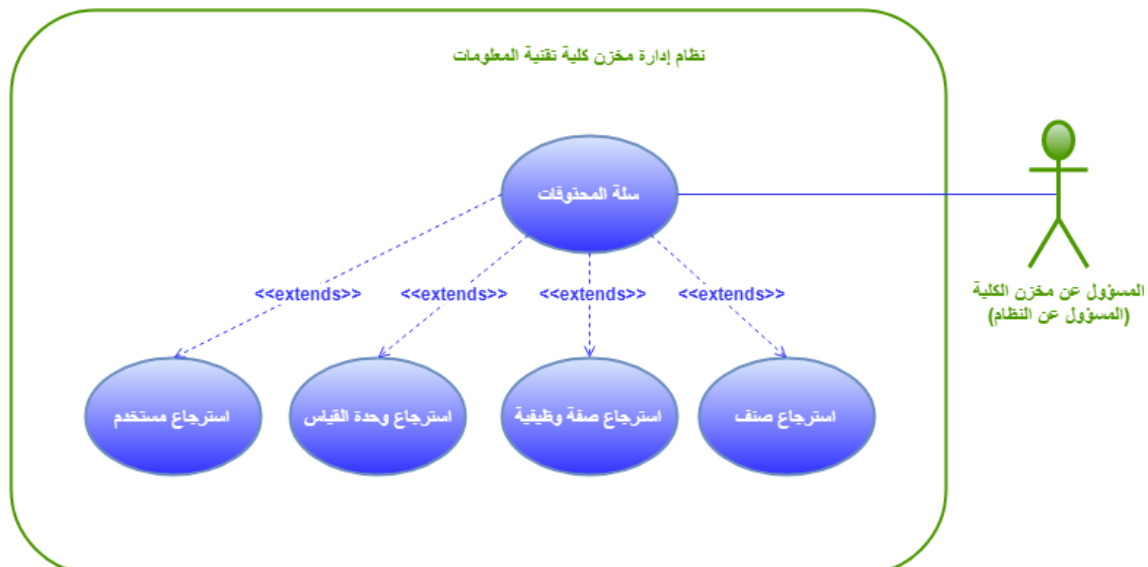 نظام إدارة مخزن كلية تقنية المعلومات
سلة المحتوفات
<<extends>>
<<extends>>
<<extends>>
<<extends>>
المسؤول عن مخزن الكلية
(المسؤول عن النظام)
استرجاع صنف
استرجاع صفة وظيفية
استرجاع وحدة القياس
استرجاع مستخدم